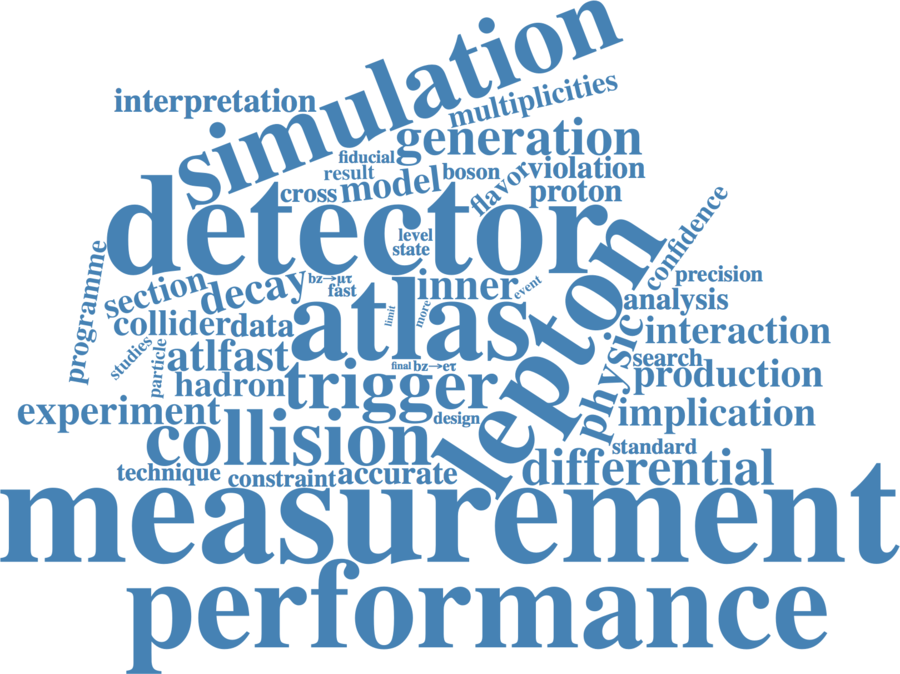 simulation
multiplicities
interpretation
generation
fiducial
result
boson
violation
cross
model
flavor
proton
detector
confidence
level
state
lepton
programme
precision
section
decay
bz→μτ
fast
inner
event
analysis
collider
data
atlas
limit
more
physic
interaction
studies
particle
atlfast
final
bz→eτ
search
production
hadron
trigger
experiment
design
implication
collision
standard
technique
constraint
accurate
differential
measurement
performance